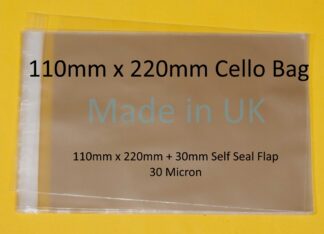 110mm x 220mm Cello Bag
Made in UK
110mm x 220mm + 30mm Self Seal Flap
30 Micron